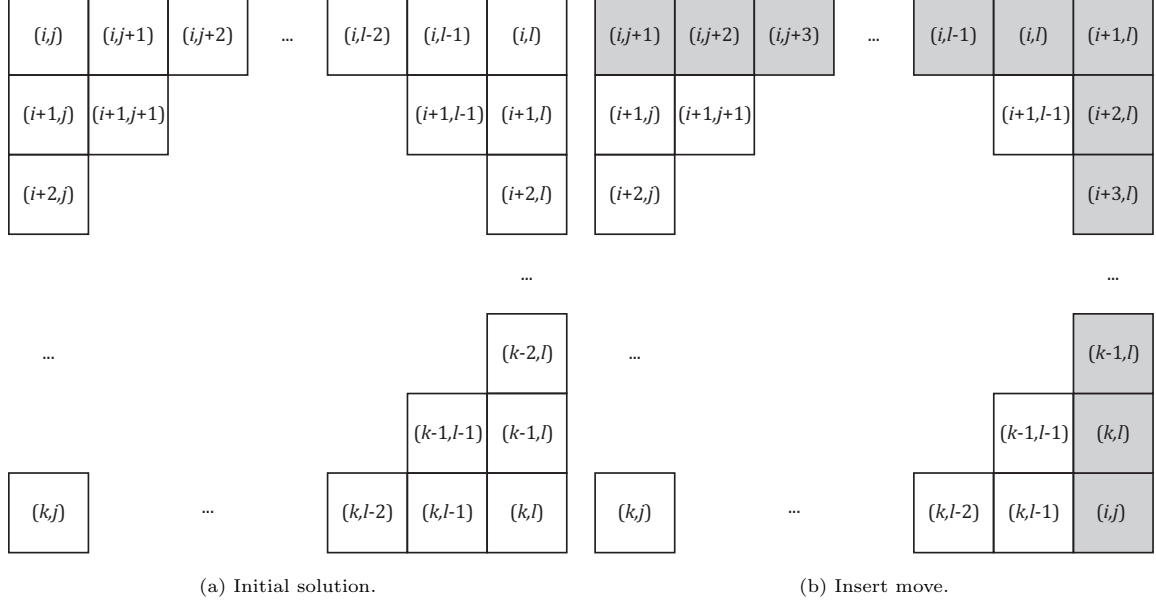 (i,j) (i,j+1) (i,j+2) ... (i,l-2) (i,l-1) (i,l)
(i+1,j) (i+1,j+1) (i+1,l-1) (i+1,l)
(i+2,j) (i+2,l)
...
(k-2,l)
...
(k-1,l-1) (k-1,l)
(k,j) ... (k,l-2) (k,l-1) (k,l)
(a) Initial solution.
(i,j+1) (i,j+2) (i,j+3) ... (i,l-1) (i,l) (i+1,l)
(i+1,j) (i+1,j+1) (i+1,l-1) (i+2,l)
(i+2,j) (i+3,l)
...
(k-1,l)
...
(k-1,l-1) (k,l)
(k,j) ... (k,l-2) (k,l-1) (i,j)
(b) Insert move.